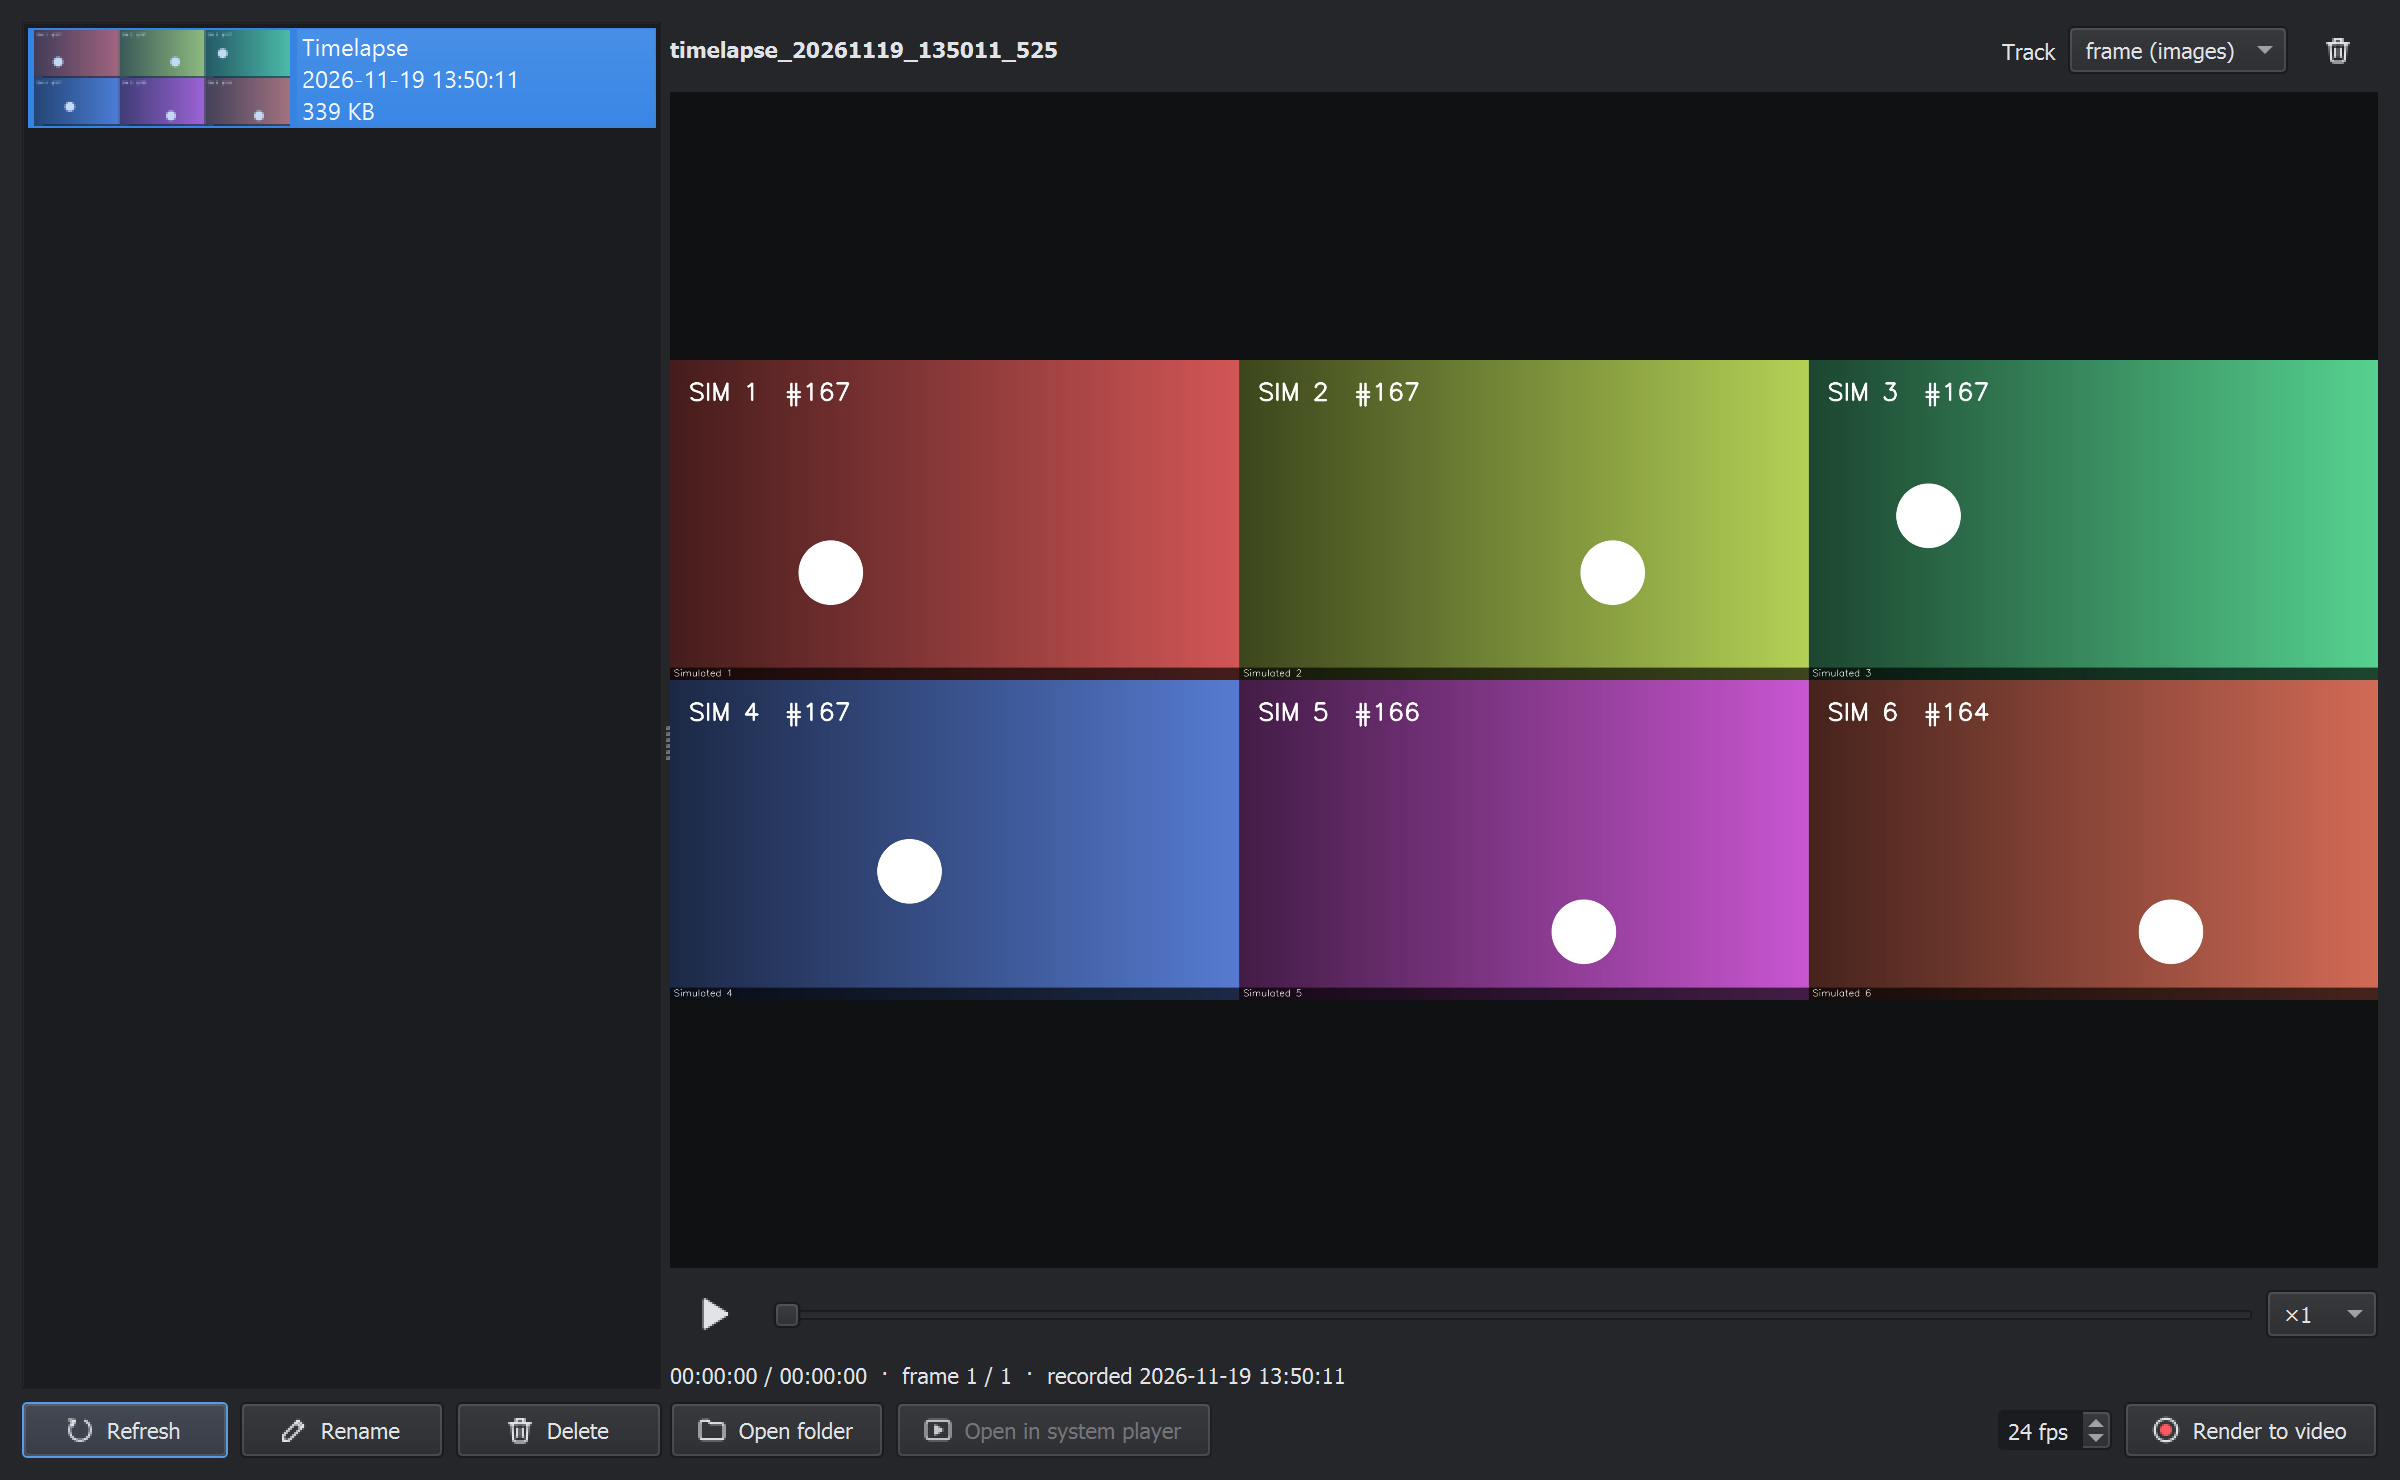 Timelapse
2026-11-19 13:50:11
339 KB
timelapse_20261119_135011_525
Track
frame (images)
SIM 1 #167
SIM 2 #167
SIM 3 #167
Simulated 1
Simulated 2
Simulated 3
SIM 4 #167
SIM 5 #166
SIM 6 #164
Simulated 4
Simulated 5
Simulated 6
×1
00:00:00 / 00:00:00 · frame 1 / 1 · recorded 2026-11-19 13:50:11
Refresh
Rename
Delete
Open folder
Open in system player
24 fps
Render to video